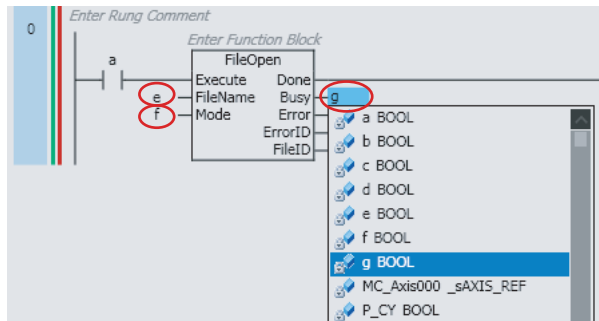 Enter Rung Comment
0
Enter Function Block
a
FileOpen
Execute Done
e FileName Busy g
f Mode Error
ErrorID
FileID
a BOOL
b BOOL
c BOOL
d BOOL
e BOOL
f BOOL
g BOOL
MC_Axis000 _sAXIS_REF
P_CY BOOL